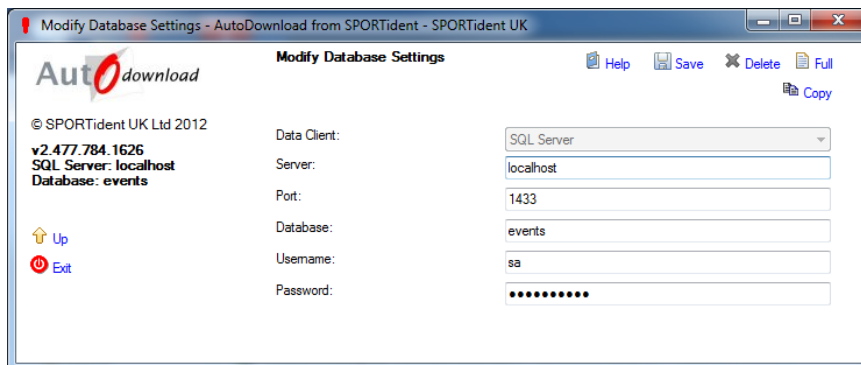 Modify Database Settings - AutoDownload from SPORTident - SPORTident UK
AutOdownload
Modify Database Settings
Help Save Delete Full
Copy
© SPORTident UK Ltd 2012
v2.477.784.1626
SQL Server: localhost
Database: events
Up
Exit
Data Client: SQL Server
Server: localhost
Port: 1433
Database: events
Username: sa
Password: ••••••••••